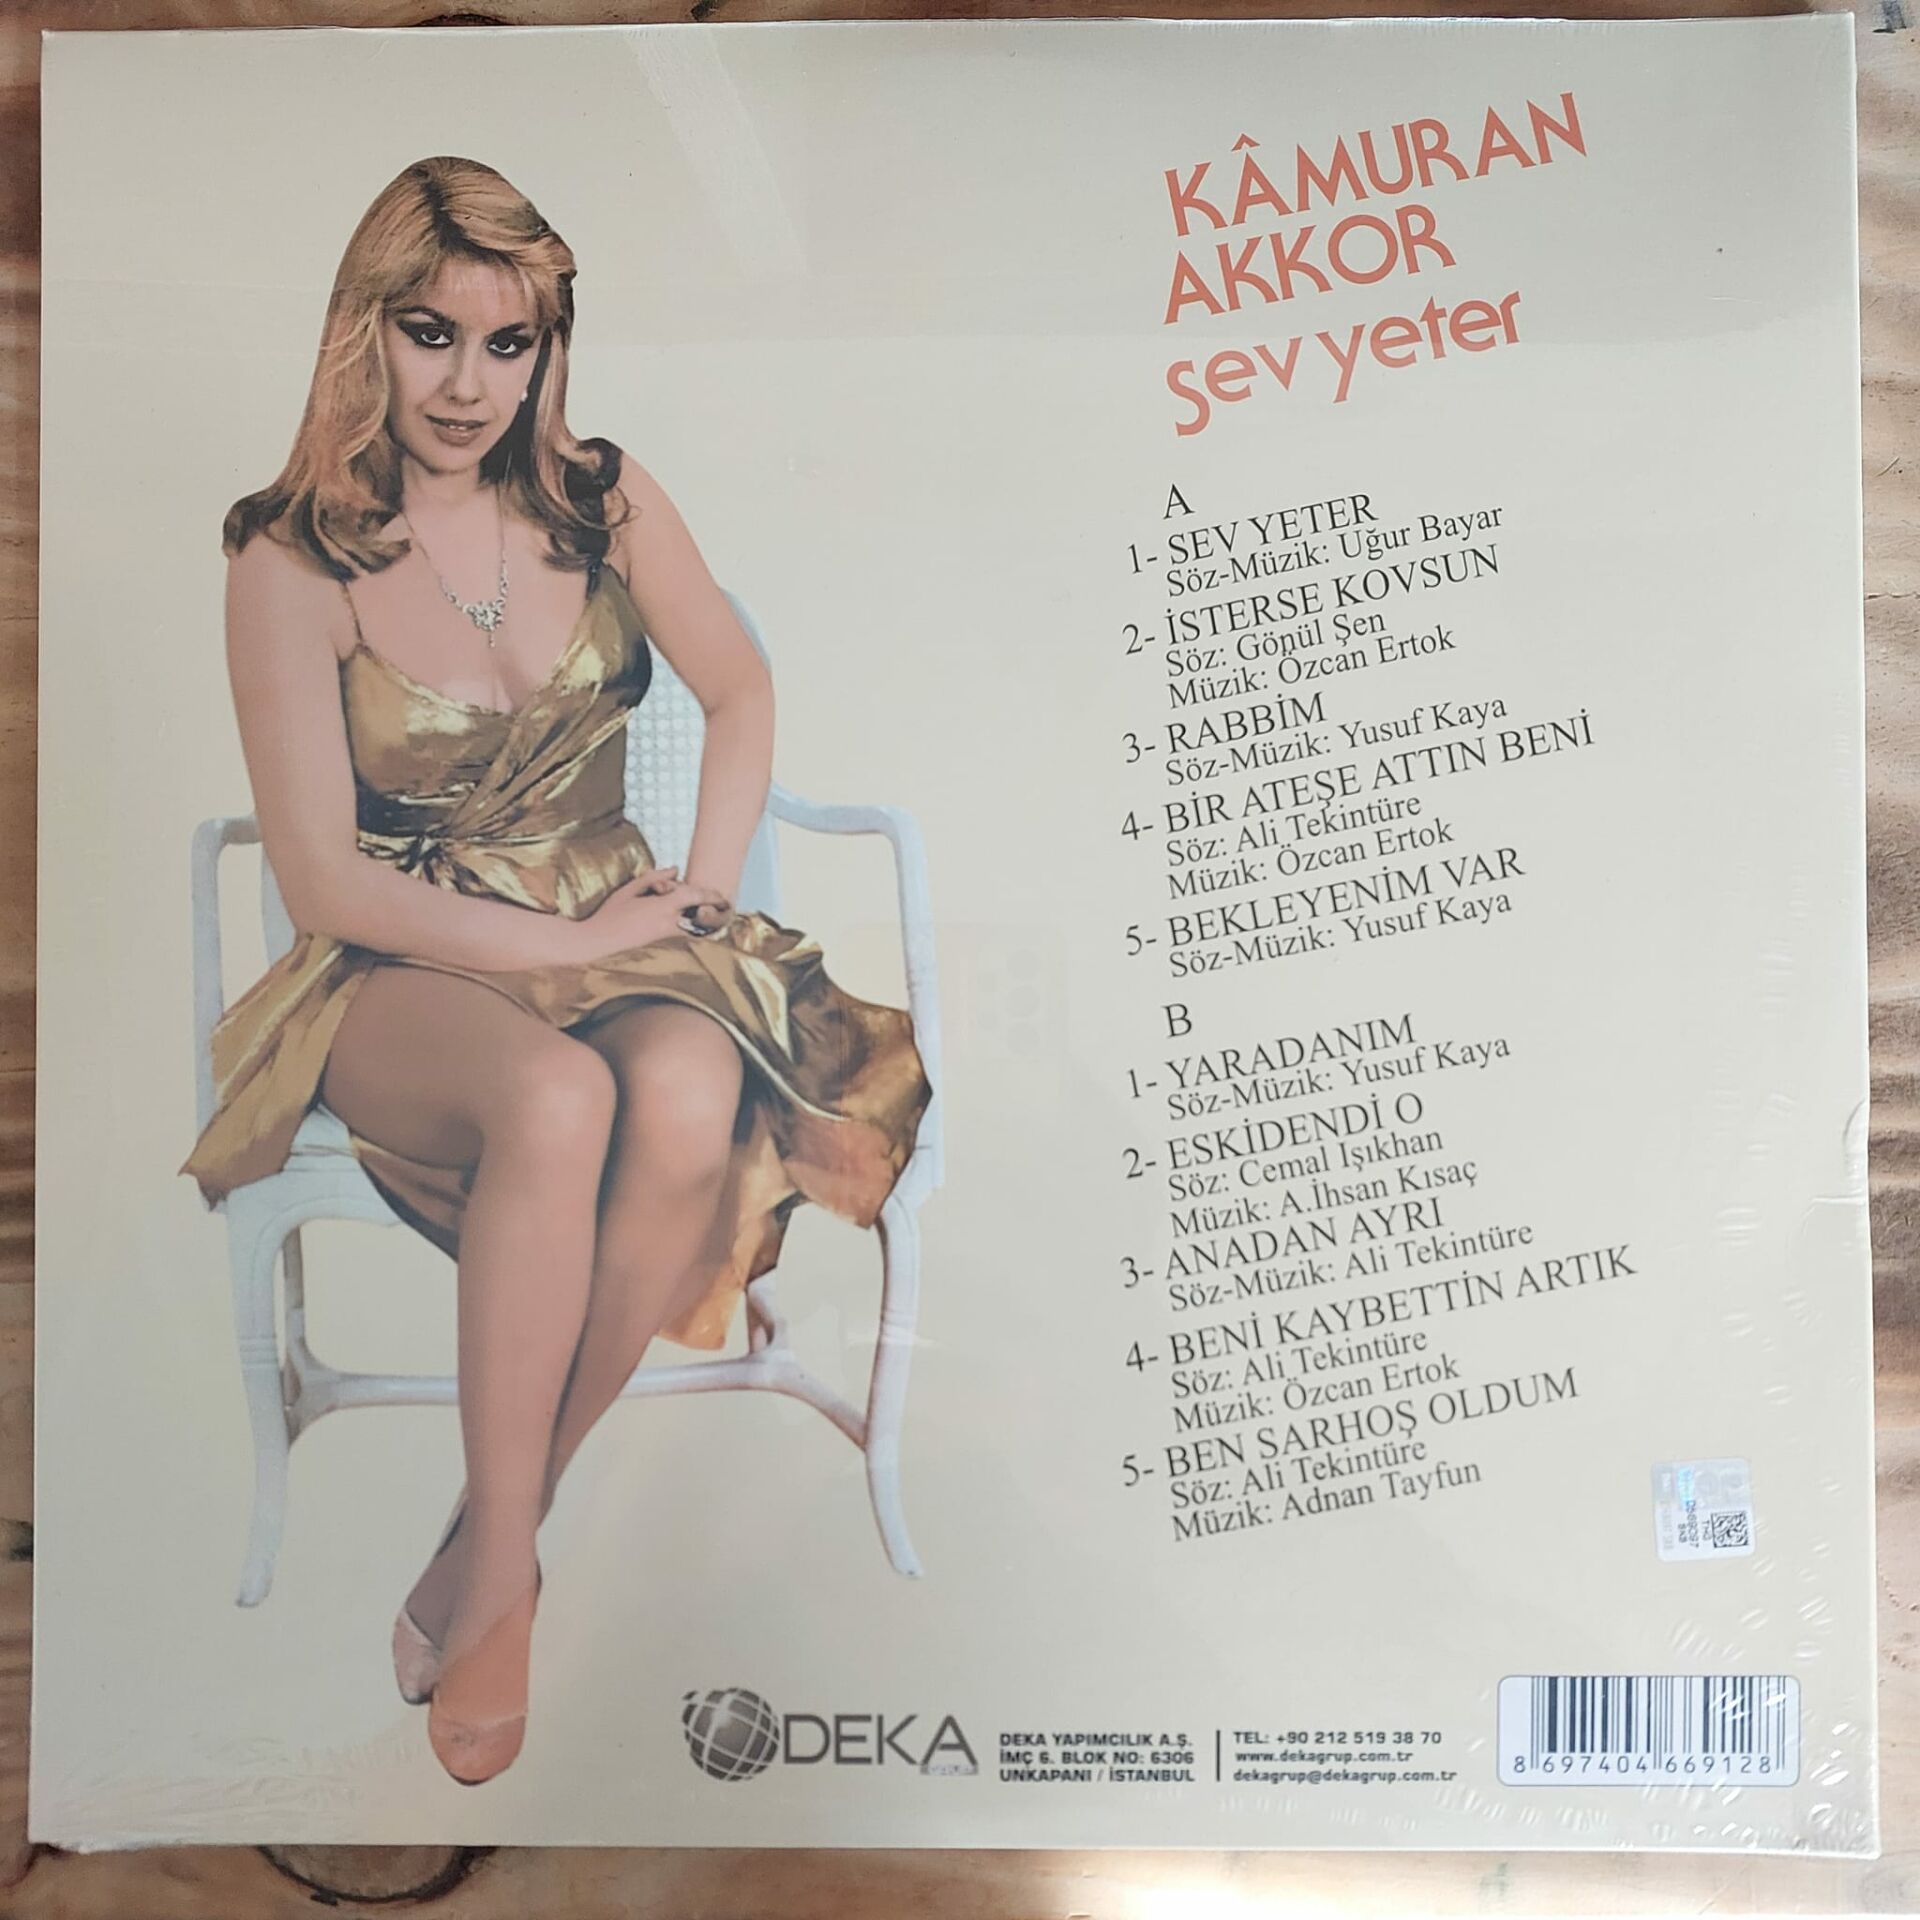 KÂMURAN
AKKOR
sev yeter
A
1- SEV YETER
Söz-Müzik: Uğur Bayar
2- İSTERSE KOVSUN
Söz: Gönül Şen
Müzik: Özcan Ertok
3- RABBİM
Söz-Müzik: Yusuf Kaya
4- BİR ATEŞE ATTIN BENİ
Söz: Ali Tekintüre
Müzik: Özcan Ertok
5- BEKLEYENİM VAR
Söz-Müzik: Yusuf Kaya
B
1- YARADANIM
Söz-Müzik: Yusuf Kaya
2- ESKİDENDİ O
Söz: Cemal Işıkhan
Müzik: A.İhsan Kısaç
3- ANADAN AYRI
Söz-Müzik: Ali Tekintüre
4- BENİ KAYBETTİN ARTIK
Söz: Ali Tekintüre
Müzik: Özcan Ertok
5- BEN SARHOŞ OLDUM
Söz: Ali Tekintüre
Müzik: Adnan Tayfun
DEKA
DEKA YAPIMCILIK A.Ş.
İMÇ 6. BLOK NO: 6306
UNKAPANI / İSTANBUL
TEL: +90 212 519 38 70
www.dekagrup.com.tr
dekagrup@dekagrup.com.tr
8 697404 669128